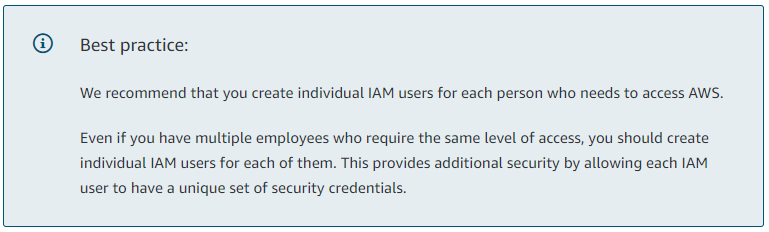 Best practice:
We recommend that you create individual IAM users for each person who needs to access AWS.
Even if you have multiple employees who require the same level of access, you should create
individual IAM users for each of them. This provides additional security by allowing each IAM
user to have a unique set of security credentials.